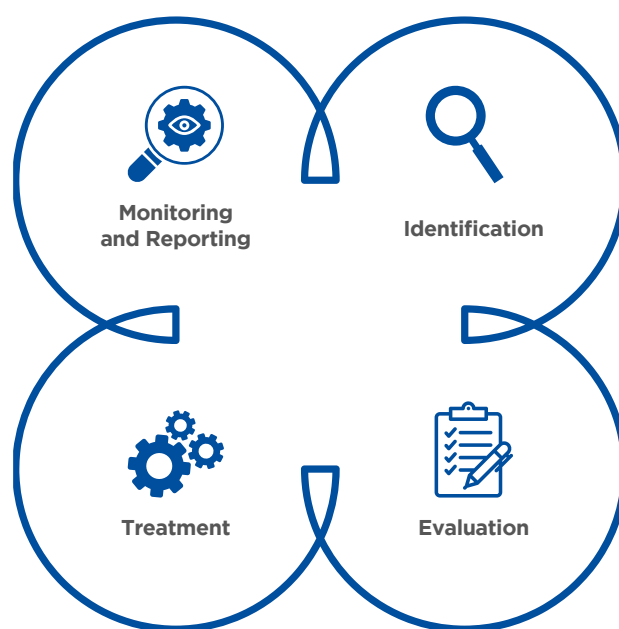 Monitoring
and Reporting
Identification
Treatment
Evaluation